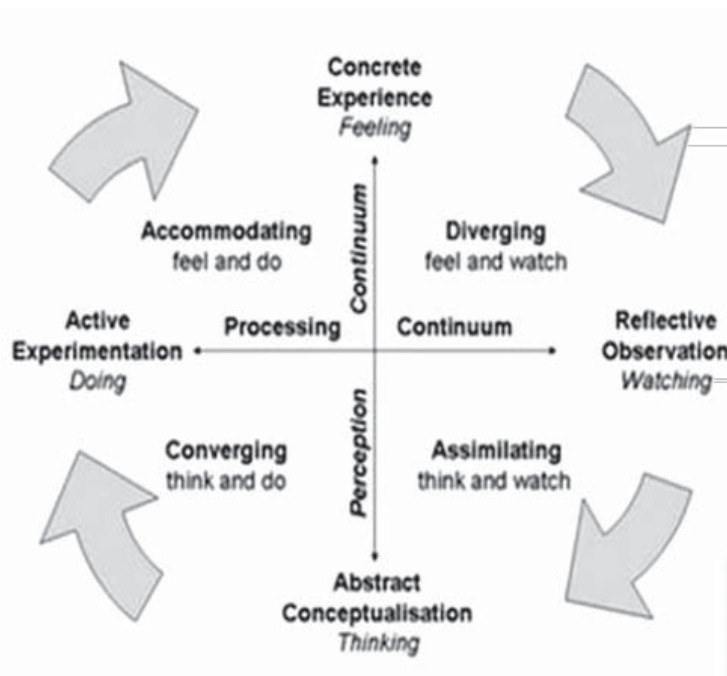 Concrete
Experience
Feeling
Continuum
Accommodating
feel and do
Diverging
feel and watch
Active
Experimentation
Doing
Processing
Continuum
Reflective
Observation
Watching
Perception
Converging
think and do
Assimilating
think and watch
Abstract
Conceptualisation
Thinking